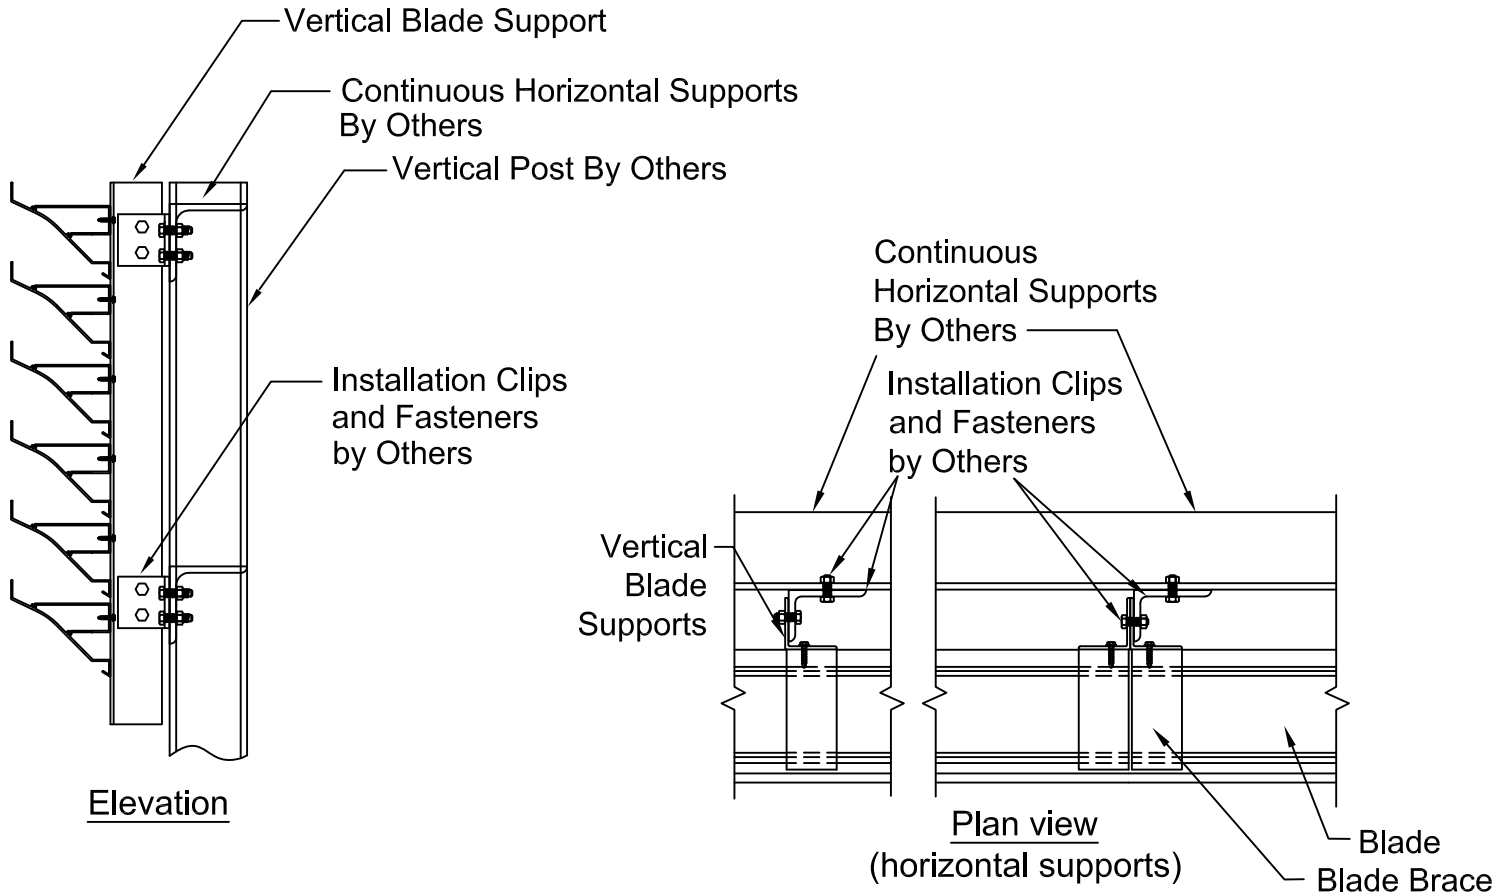 Vertical Blade Support
Continuous Horizontal Supports
By Others
Vertical Post By Others
Installation Clips
and Fasteners
by Others
Elevation
Continuous
Horizontal Supports
By Others
Installation Clips
and Fasteners
by Others
Vertical
Blade
Supports
Plan view
(horizontal supports)
Blade
Blade Brace